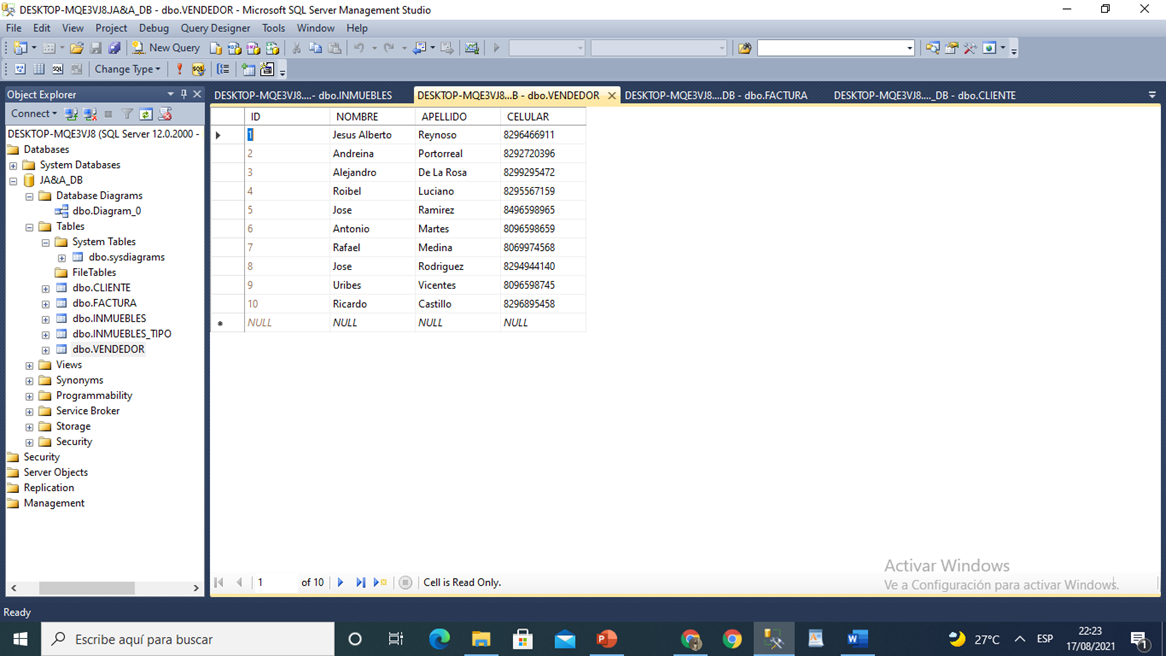 DESKTOP-MQE3VJ8.JA&A_DB - dbo.VENDEDOR - Microsoft SQL Server Management Studio
File Edit View Project Debug Query Designer Tools Window Help
New Query
Change Type
Object Explorer
Connect
DESKTOP-MQE3VJ8 (SQL Server 12.0.2000 -
Databases
System Databases
JA&A_DB
Database Diagrams
dbo.Diagram_0
Tables
System Tables
dbo.sysdiagrams
FileTables
dbo.CLIENTE
dbo.FACTURA
dbo.INMUEBLES
dbo.INMUEBLES_TIPO
dbo.VENDEDOR
Views
Synonyms
Programmability
Service Broker
Storage
Security
Security
Server Objects
Replication
Management
DESKTOP-MQE3VJ8....- dbo.INMUEBLES DESKTOP-MQE3VJ8...B - dbo.VENDEDOR DESKTOP-MQE3VJ8....DB - dbo.FACTURA DESKTOP-MQE3VJ8...._DB - dbo.CLIENTE
ID NOMBRE APELLIDO CELULAR
1 Jesus Alberto Reynoso 8296466911
2 Andreina Portorreal 8292720396
3 Alejandro De La Rosa 8299295472
4 Roibel Luciano 8295567159
5 Jose Ramirez 8496598965
6 Antonio Martes 8096598659
7 Rafael Medina 8069974568
8 Jose Rodriguez 8294944140
9 Uribes Vicentes 8096598745
10 Ricardo Castillo 8296895458
NULL NULL NULL NULL
1 of 10 Cell is Read Only.
Activar Windows
Ve a Configuración para activar Windows.
Ready
Escribe aquí para buscar
27°C ESP 22:23
17/08/2021
1